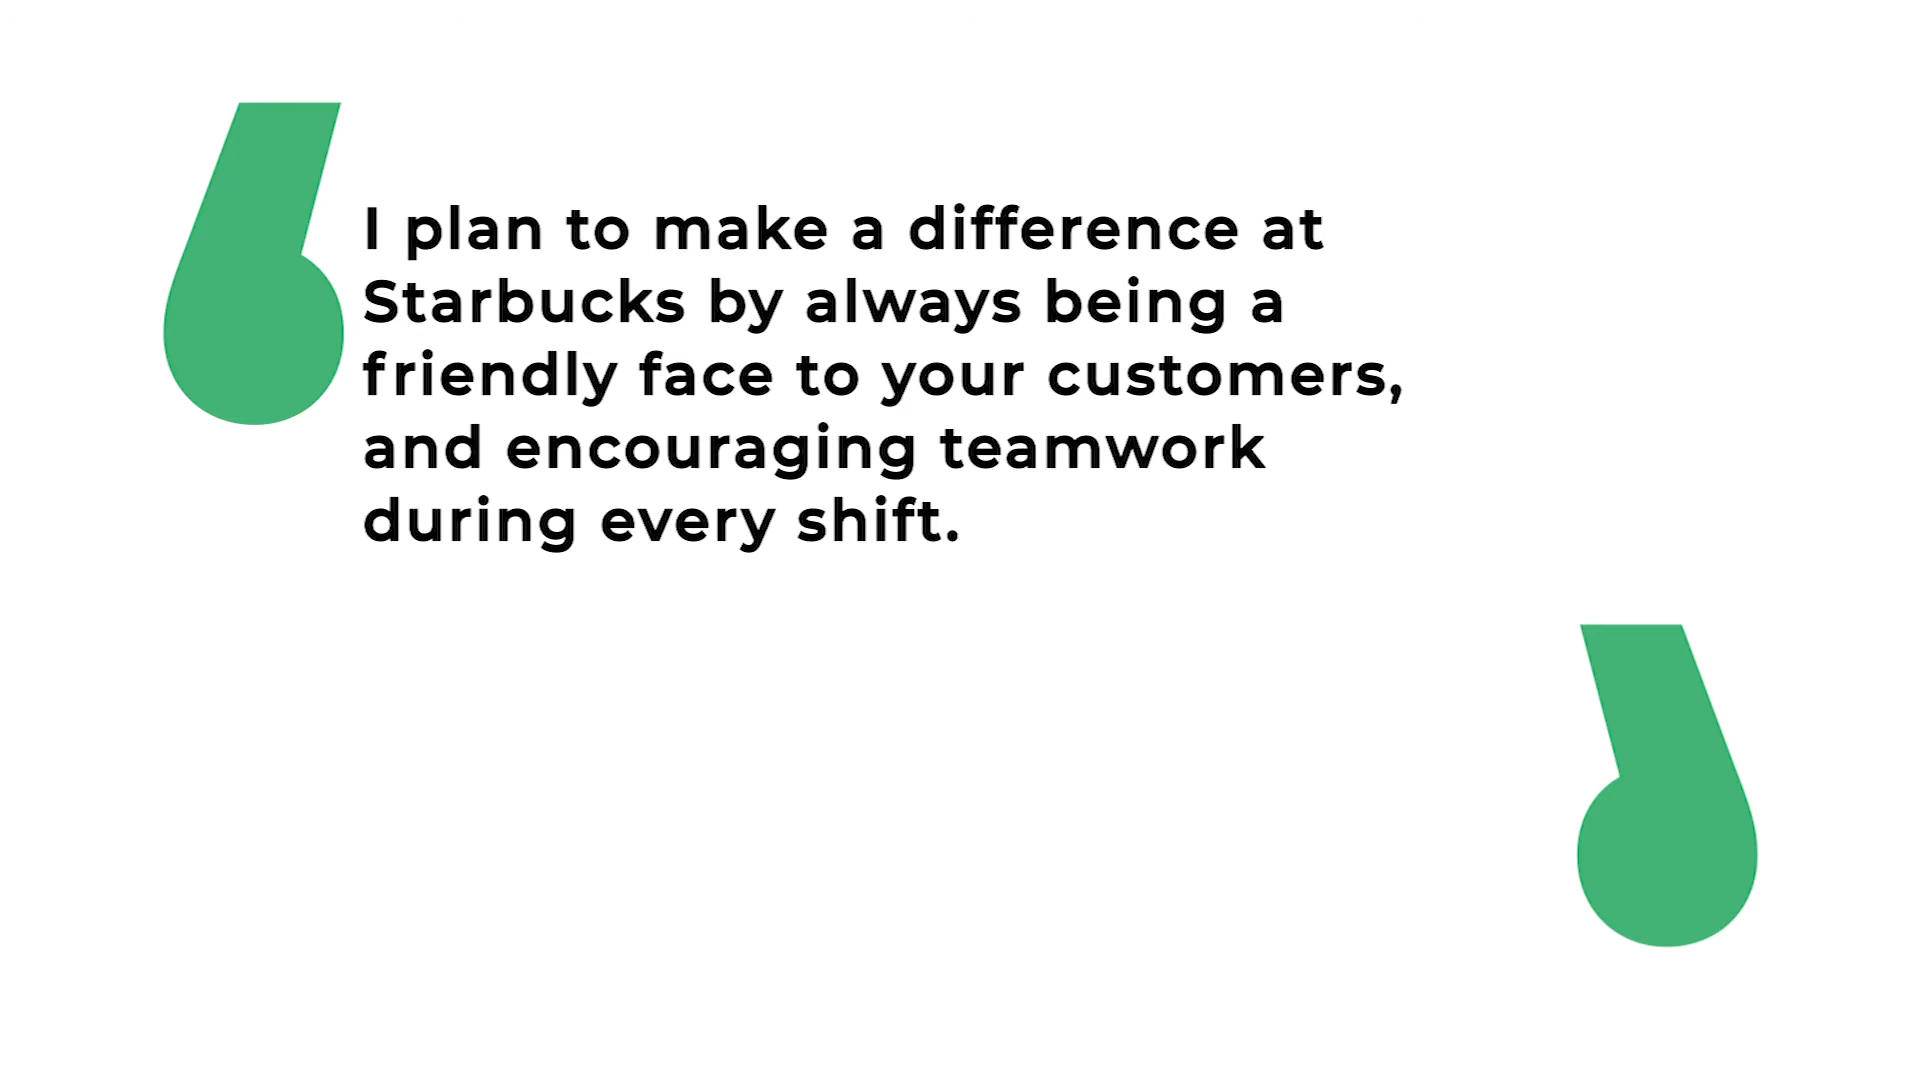 I plan to make a difference at
Starbucks by always being a
friendly face to your customers,
and encouraging teamwork
during every shift.